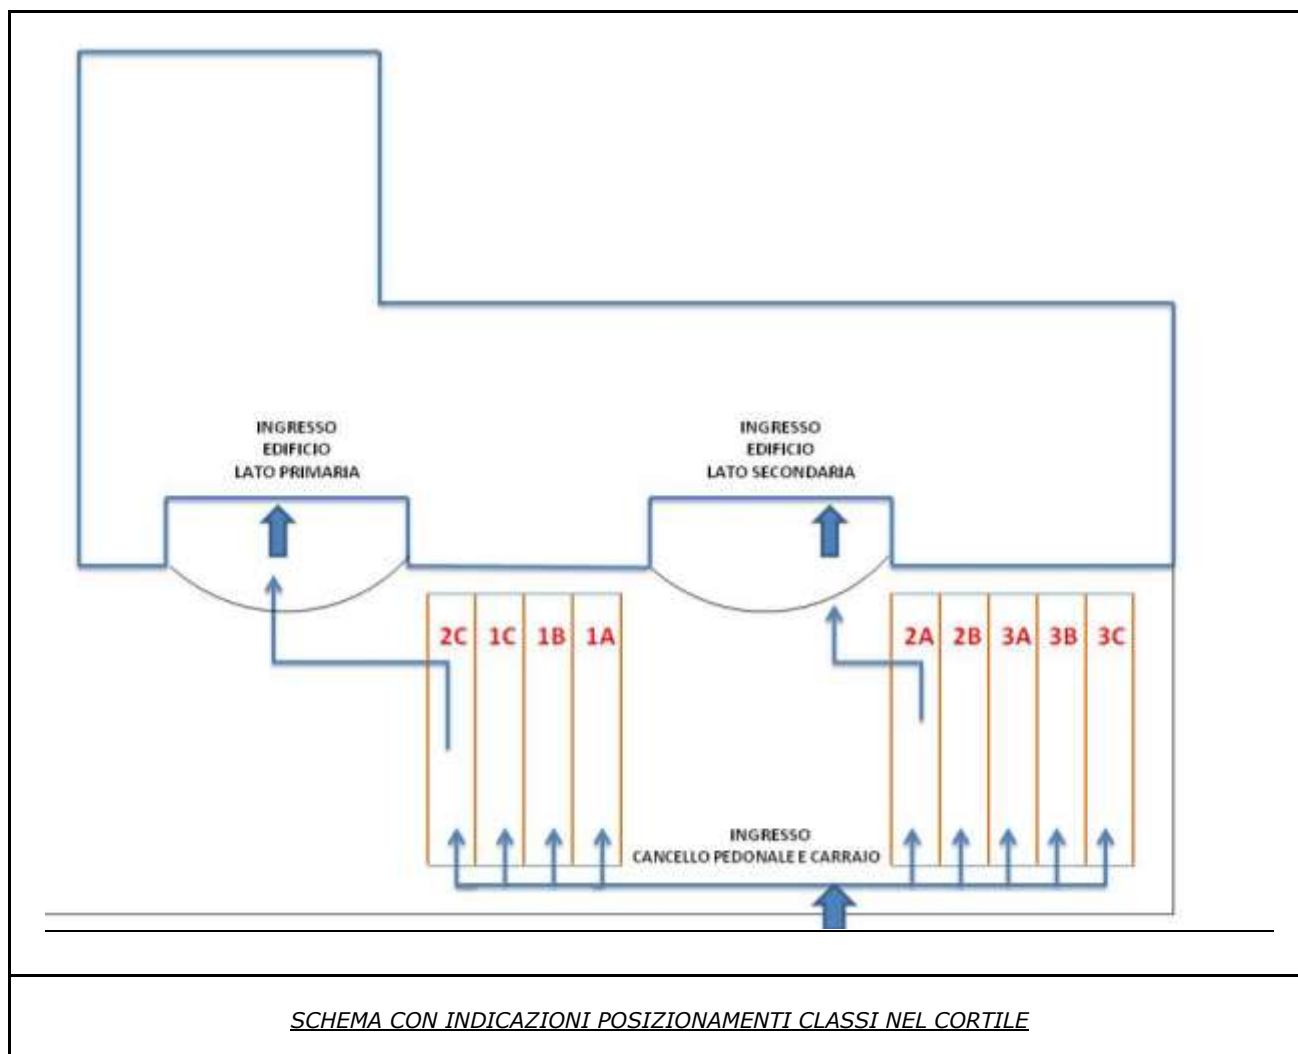 INGRESSO
EDIFICIO
LATO PRIMARIA
INGRESSO
EDIFICIO
LATO SECONDARIA
2C 1C 1B 1A
2A 2B 3A 3B 3C
INGRESSO
CANCELLO PEDONALE E CARRAIO
SCHEMA CON INDICAZIONI POSIZIONAMENTI CLASSI NEL CORTILE